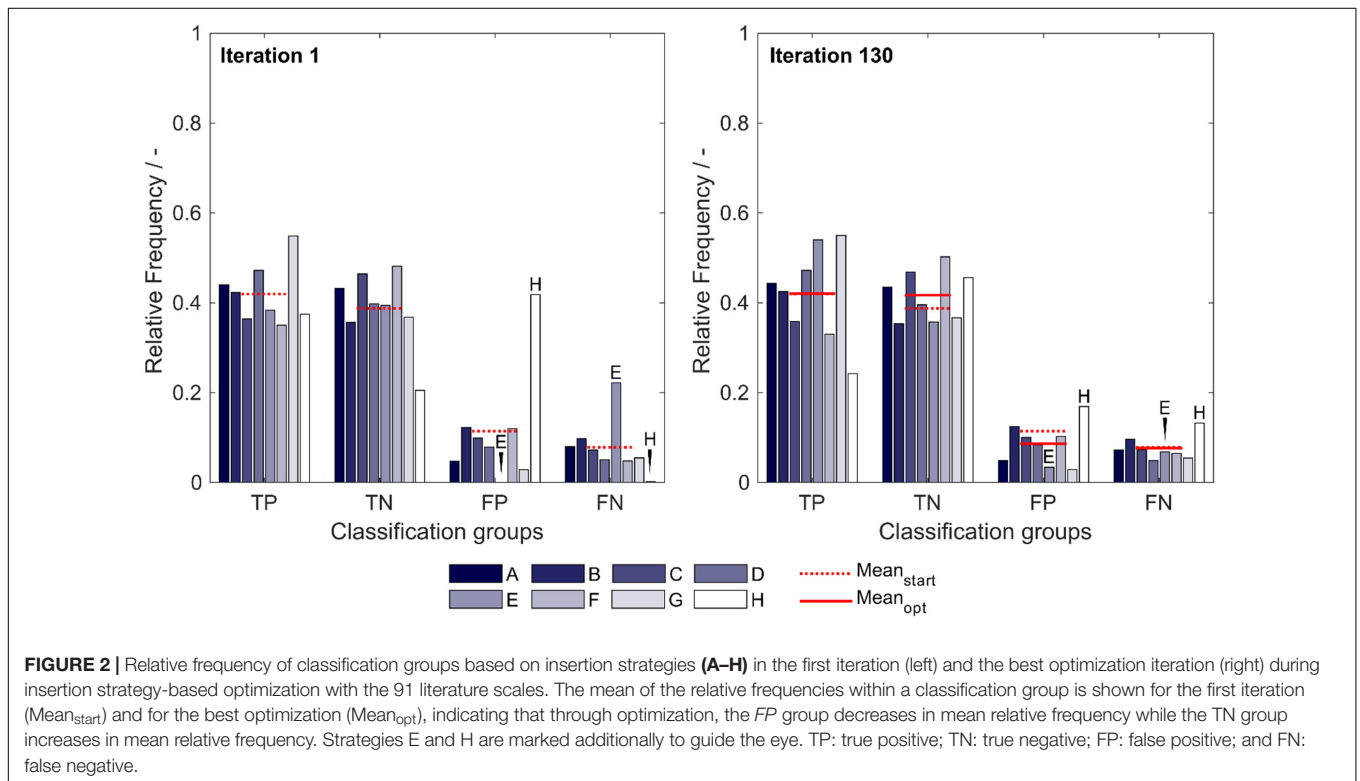 Iteration 1
1
0.8
0.6
0.4
0.2
0
Relative Frequency / -
E
H
E
H
TP TN FP FN
Classification groups
Iteration 130
1
0.8
0.6
0.4
0.2
0
Relative Frequency / -
E
H
E
H
TP TN FP FN
Classification groups
A B C D Mean_start
E F G H Mean_opt
FIGURE 2 | Relative frequency of classification groups based on insertion strategies (A–H) in the first iteration (left) and the best optimization iteration (right) during
insertion strategy-based optimization with the 91 literature scales. The mean of the relative frequencies within a classification group is shown for the first iteration
(Mean_start) and for the best optimization (Mean_opt), indicating that through optimization, the FP group decreases in mean relative frequency while the TN group
increases in mean relative frequency. Strategies E and H are marked additionally to guide the eye. TP: true positive; TN: true negative; FP: false positive; and FN:
false negative.